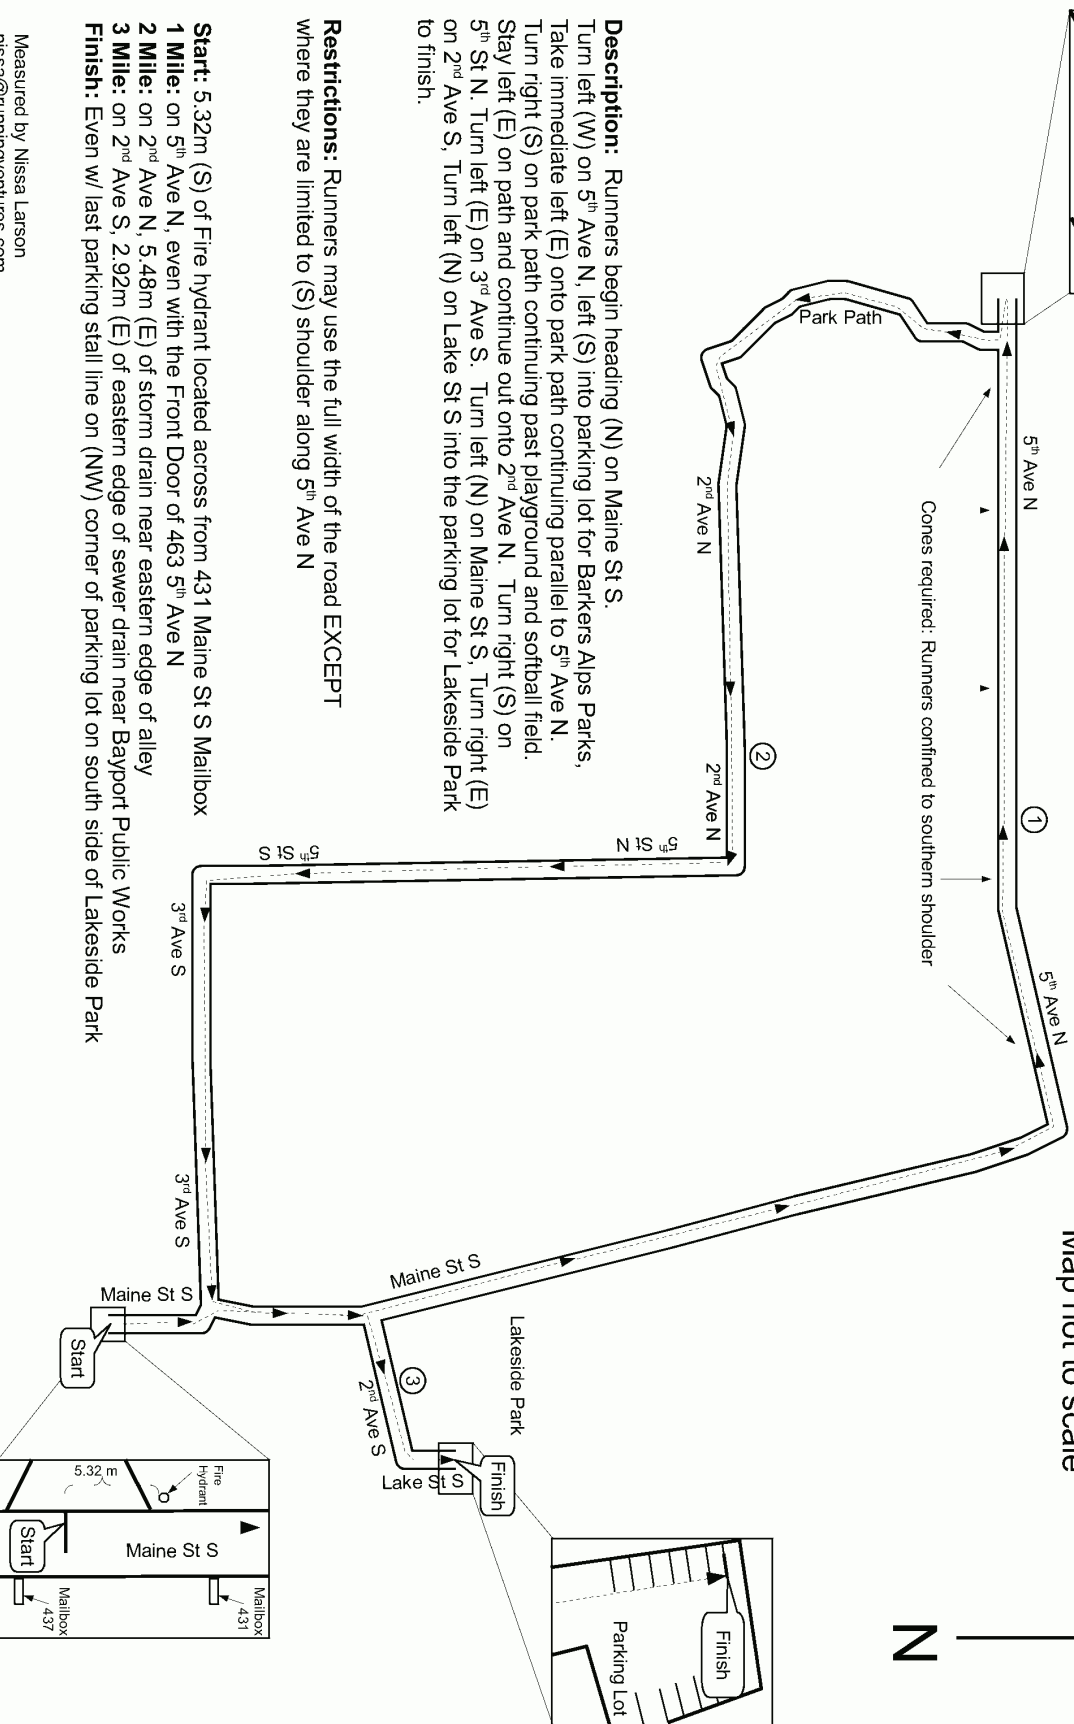 Map not to scale
N
Description: Runners begin heading (N) on Maine St S.
Turn left (W) on 5th Ave N, left (S) into parking lot for Barkers Alps Parks,
Take immediate left (E) onto park path continuing parallel to 5th Ave N.
Turn right (S) on park path continuing past playground and softball field.
Stay left (E) on path and continue out onto 2nd Ave N. Turn right (S) on
5th St N. Turn left (E) on 3rd Ave S. Turn left (N) on Maine St S, Turn right (E)
on 2nd Ave S, Turn left (N) on Lake St S into the parking lot for Lakeside Park
to finish.
Restrictions: Runners may use the full width of the road EXCEPT
where they are limited to (S) shoulder along 5th Ave N
Start: 5.32m (S) of Fire hydrant located across from 431 Maine St S Mailbox
1 Mile: on 5th Ave N, even with the Front Door of 463 5th Ave N
2 Mile: on 2nd Ave N, 5.48m (E) of storm drain near eastern edge of alley
3 Mile: on 2nd Ave S, 2.92m (E) of eastern edge of sewer drain near Bayport Public Works
Finish: Even w/ last parking stall line on (NW) corner of parking lot on south side of Lakeside Park
Measured by Nissa Larson
nissa@runningventures.com
5th Ave N
1
5th Ave N
Cones required: Runners confined to southern shoulder
Park Path
2nd Ave N
2
2nd Ave N
5th St N
5th St S
3rd Ave S
3rd Ave S
Maine St S
Start
Maine St S
Lakeside Park
3
2nd Ave S
Lake St S
Finish
Finish
Parking Lot
Fire
Hydrant
5.32 m
Start
Maine St S
Mailbox
431
Mailbox
437